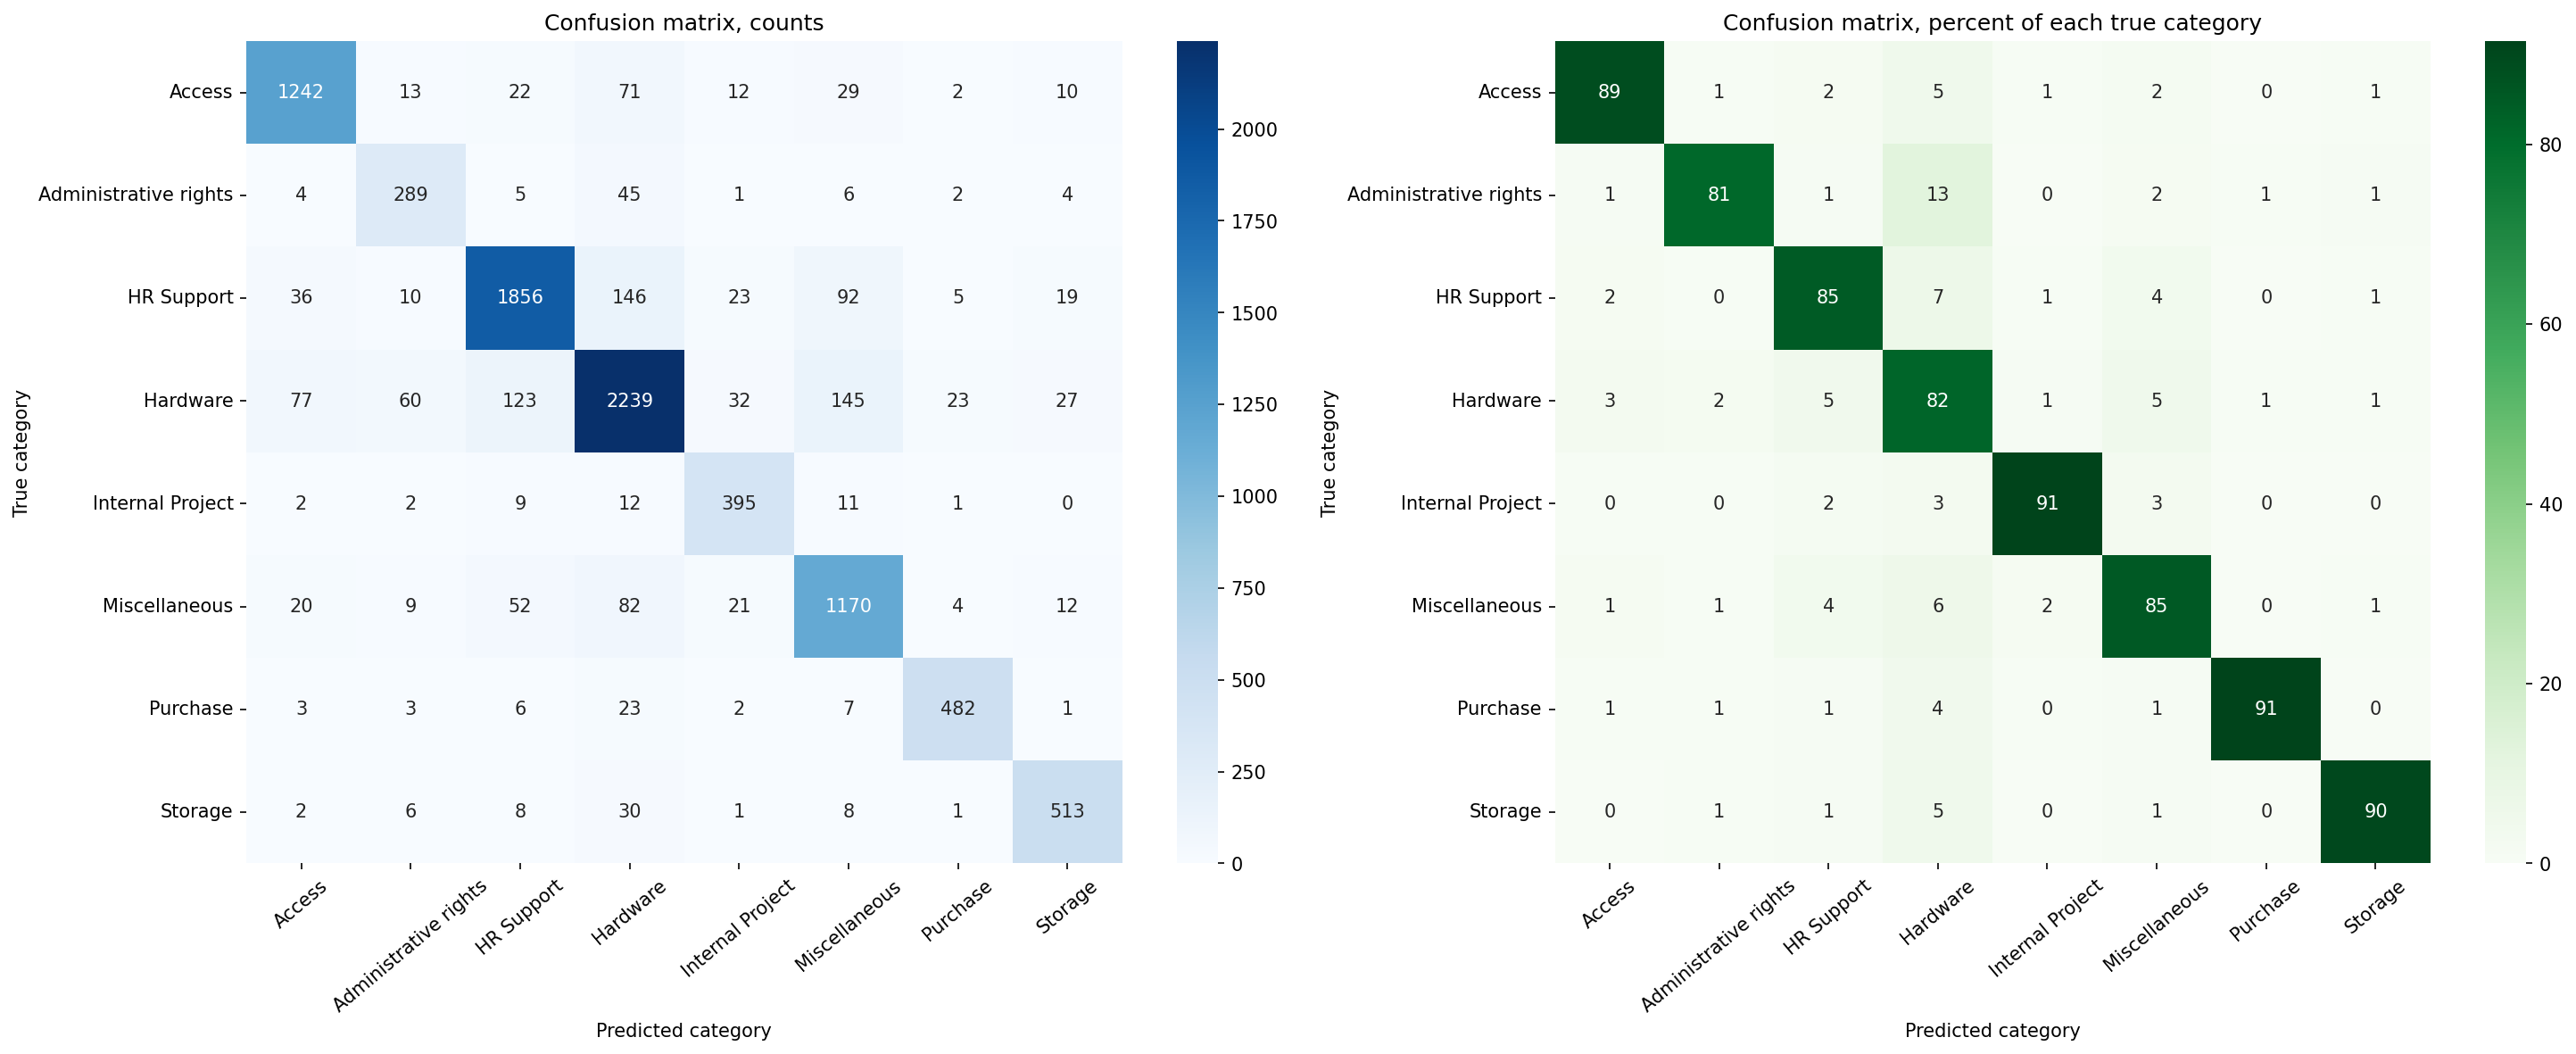 Confusion matrix, counts
True category
Access 1242 13 22 71 12 29 2 10
Administrative rights 4 289 5 45 1 6 2 4
HR Support 36 10 1856 146 23 92 5 19
Hardware 77 60 123 2239 32 145 23 27
Internal Project 2 2 9 12 395 11 1 0
Miscellaneous 20 9 52 82 21 1170 4 12
Purchase 3 3 6 23 2 7 482 1
Storage 2 6 8 30 1 8 1 513
Access Administrative rights HR Support Hardware Internal Project Miscellaneous Purchase Storage
Predicted category
2000
1750
1500
1250
1000
750
500
250
0
Confusion matrix, percent of each true category
True category
Access 89 1 2 5 1 2 0 1
Administrative rights 1 81 1 13 0 2 1 1
HR Support 2 0 85 7 1 4 0 1
Hardware 3 2 5 82 1 5 1 1
Internal Project 0 0 2 3 91 3 0 0
Miscellaneous 1 1 4 6 2 85 0 1
Purchase 1 1 1 4 0 1 91 0
Storage 0 1 1 5 0 1 0 90
Access Administrative rights HR Support Hardware Internal Project Miscellaneous Purchase Storage
Predicted category
80
60
40
20
0